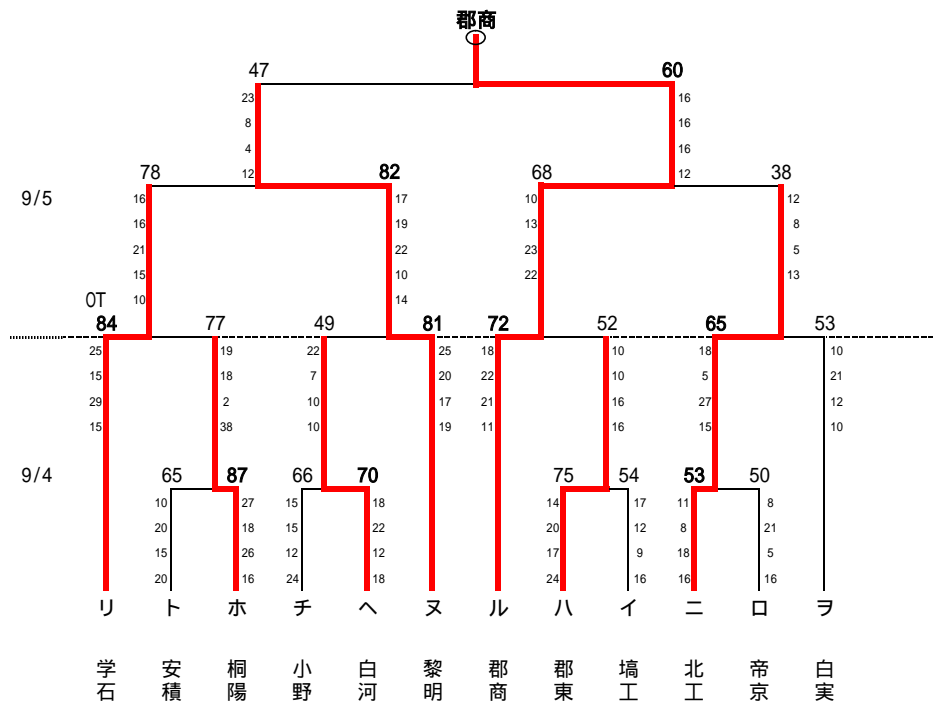 郡商
47 60
23 16
8 16
4 16
12 12
78 82 68 38
9/5
16 17 10 12
16 19 13 8
21 22 23 5
15 10 22 13
OT 10 14
84 77 49 81 72 52 65 53
25 19 22 25 18 10 18 10
15 18 7 20 22 10 5 21
29 2 10 17 21 16 27 12
15 38 10 19 11 16 15 10
9/4 65 87 66 70 75 54 53 50
10 27 15 18 14 17 11 8
20 18 15 22 20 12 8 21
15 26 12 12 17 9 18 5
20 16 24 18 24 16 16 16
リ ト ホ チ ヘ ヌ ル ハ イ ニ ロ ヲ
学石 安積 桐陽 小野 白河 黎明 郡商 郡東 塙工 北工 帝京 白実